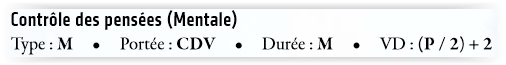 Contrôle des pensées (Mentale)
Type : M • Portée : CDV • Durée : M • VD : (P / 2) + 2